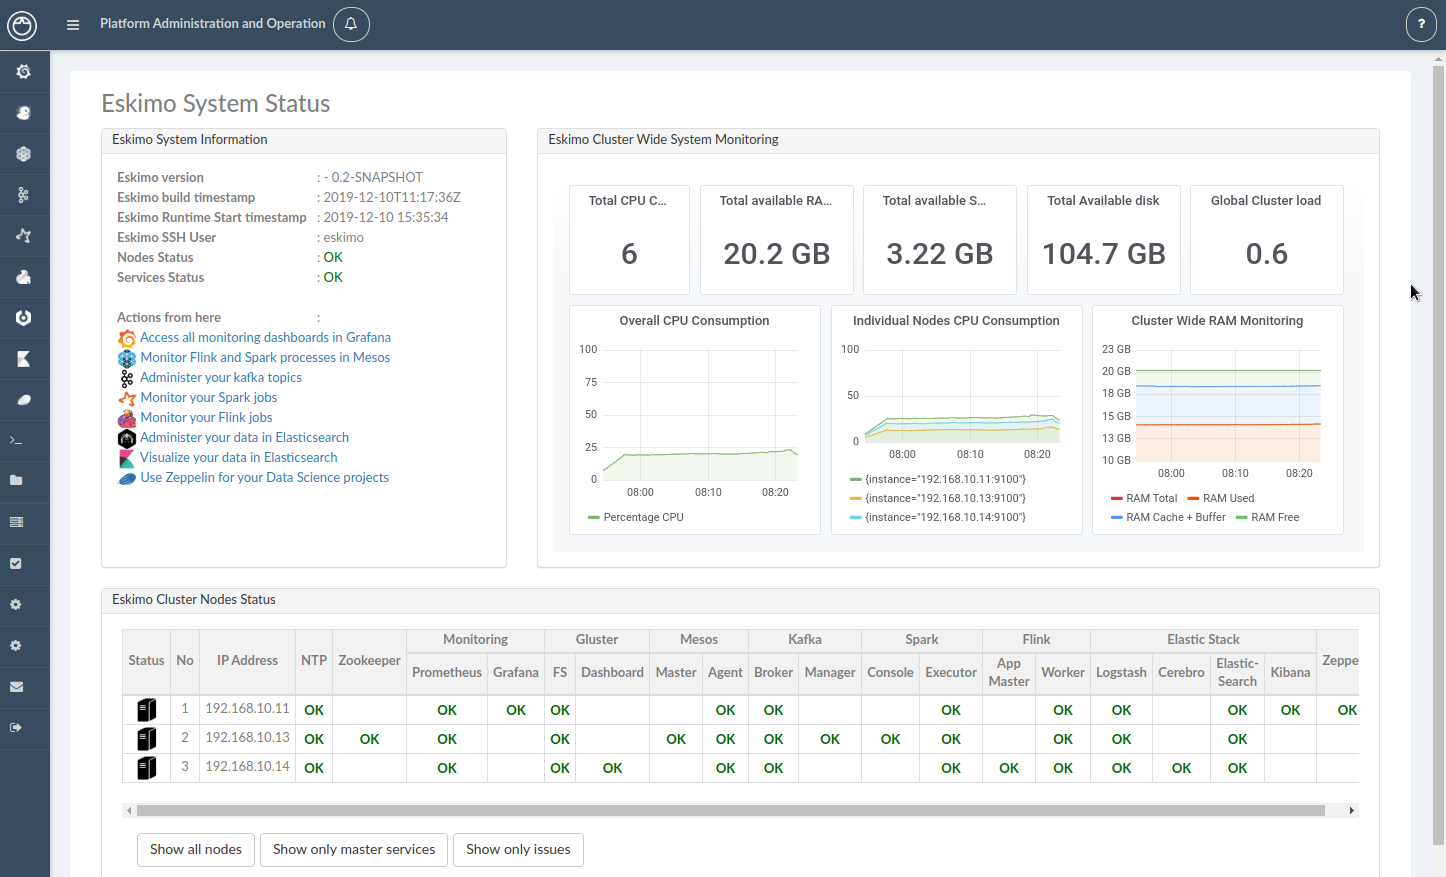 Platform Administration and Operation
?
Eskimo System Status
Eskimo System Information
Eskimo version : - 0.2-SNAPSHOT
Eskimo build timestamp : 2019-12-10T11:17:36Z
Eskimo Runtime Start timestamp : 2019-12-10 15:35:34
Eskimo SSH User : eskimo
Nodes Status : OK
Services Status : OK
Actions from here :
Access all monitoring dashboards in Grafana
Monitor Flink and Spark processes in Mesos
Administer your kafka topics
Monitor your Spark jobs
Monitor your Flink jobs
Administer your data in Elasticsearch
Visualize your data in Elasticsearch
Use Zeppelin for your Data Science projects
Eskimo Cluster Wide System Monitoring
Total CPU C...
6
Total available RA...
20.2 GB
Total available S...
3.22 GB
Total Available disk
104.7 GB
Global Cluster load
0.6
Overall CPU Consumption
100
75
50
25
0
08:00 08:10 08:20
Percentage CPU
Individual Nodes CPU Consumption
100
50
0
08:00 08:10 08:20
{instance="192.168.10.11:9100"}
{instance="192.168.10.13:9100"}
{instance="192.168.10.14:9100"}
Cluster Wide RAM Monitoring
23 GB
20 GB
18 GB
15 GB
13 GB
10 GB
08:00 08:10 08:20
RAM Total RAM Used
RAM Cache + Buffer RAM Free
Eskimo Cluster Nodes Status
Monitoring Gluster Mesos Kafka Spark Flink Elastic Stack
Status No IP Address NTP Zookeeper Prometheus Grafana FS Dashboard Master Agent Broker Manager Console Executor App Master Worker Logstash Cerebro Elastic-Search Kibana Zeppe
1 192.168.10.11 OK OK OK OK OK OK OK OK OK OK OK OK
2 192.168.10.13 OK OK OK OK OK OK OK OK OK OK OK OK OK
3 192.168.10.14 OK OK OK OK OK OK OK OK OK OK OK OK
Show all nodes
Show only master services
Show only issues